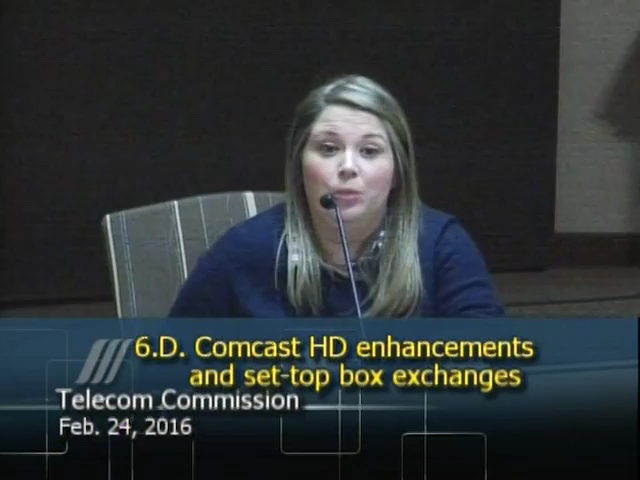 6.D. Comcast HD enhancements
and set-top box exchanges
Telecom Commission
Feb. 24, 2016